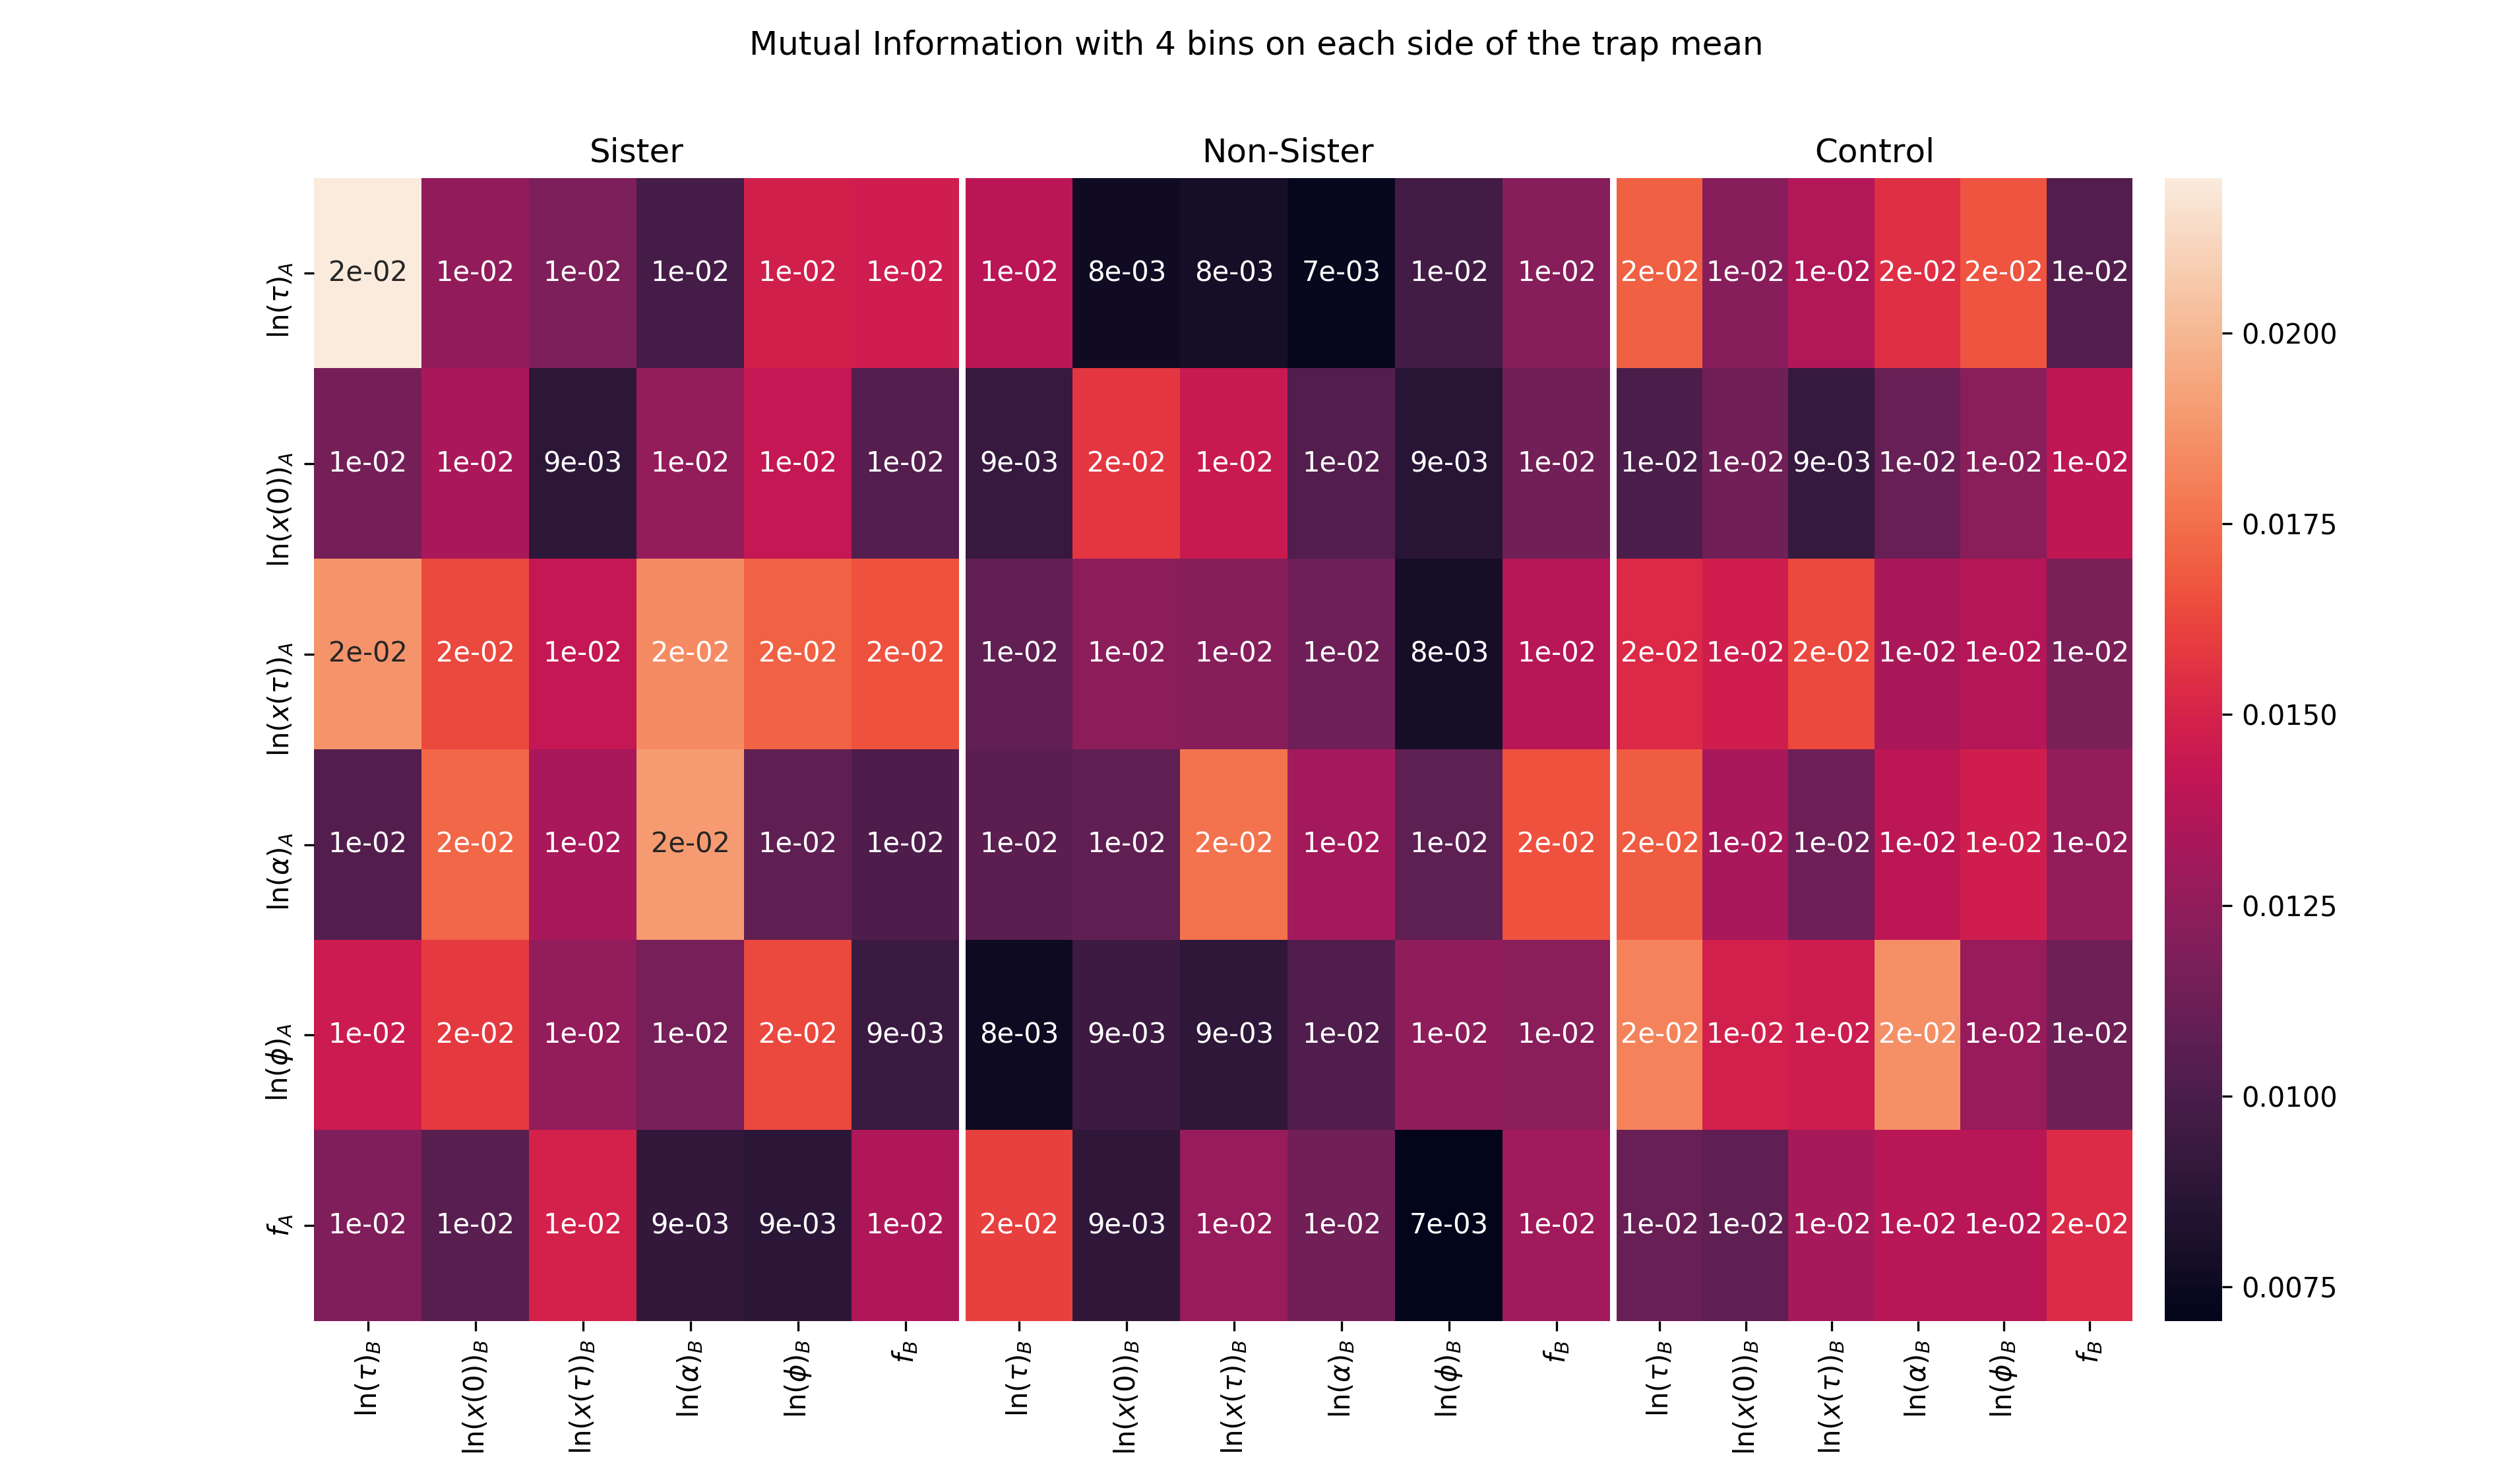 Mutual Information with 4 bins on each side of the trap mean
Sister Non-Sister Control
ln(τ)A 2e-02 1e-02 1e-02 1e-02 1e-02 1e-02 1e-02 8e-03 8e-03 7e-03 1e-02 1e-02 2e-02 1e-02 1e-02 2e-02 2e-02 1e-02
0.0200
ln(x(0))A 1e-02 1e-02 9e-03 1e-02 1e-02 1e-02 9e-03 2e-02 1e-02 1e-02 9e-03 1e-02 1e-02 1e-02 9e-03 1e-02 1e-02 1e-02
0.0175
ln(x(τ))A 2e-02 2e-02 1e-02 2e-02 2e-02 2e-02 1e-02 1e-02 1e-02 1e-02 8e-03 1e-02 2e-02 1e-02 2e-02 1e-02 1e-02 1e-02
0.0150
ln(α)A 1e-02 2e-02 1e-02 2e-02 1e-02 1e-02 1e-02 1e-02 2e-02 1e-02 1e-02 2e-02 2e-02 1e-02 1e-02 1e-02 1e-02 1e-02
0.0125
ln(ϕ)A 1e-02 2e-02 1e-02 1e-02 2e-02 9e-03 8e-03 9e-03 9e-03 1e-02 1e-02 1e-02 2e-02 1e-02 1e-02 2e-02 1e-02 1e-02
0.0100
fA 1e-02 1e-02 1e-02 9e-03 9e-03 1e-02 2e-02 9e-03 1e-02 1e-02 7e-03 1e-02 1e-02 1e-02 1e-02 1e-02 1e-02 2e-02
0.0075
ln(τ)B ln(x(0))B ln(x(τ))B ln(α)B ln(ϕ)B fB ln(τ)B ln(x(0))B ln(x(τ))B ln(α)B ln(ϕ)B fB ln(τ)B ln(x(0))B ln(x(τ))B ln(α)B ln(ϕ)B fB